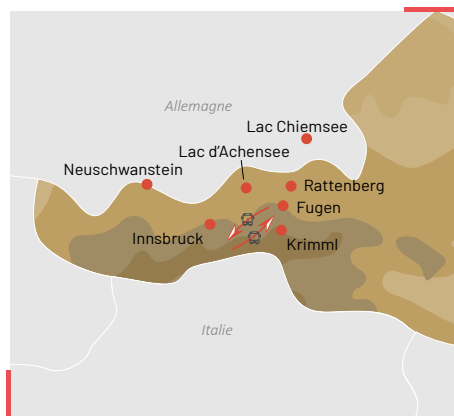 Allemagne
Lac Chiemsee
Lac d'Achensee
Neuschwanstein
Rattenberg
Fugen
Innsbruck
Krimml
Italie